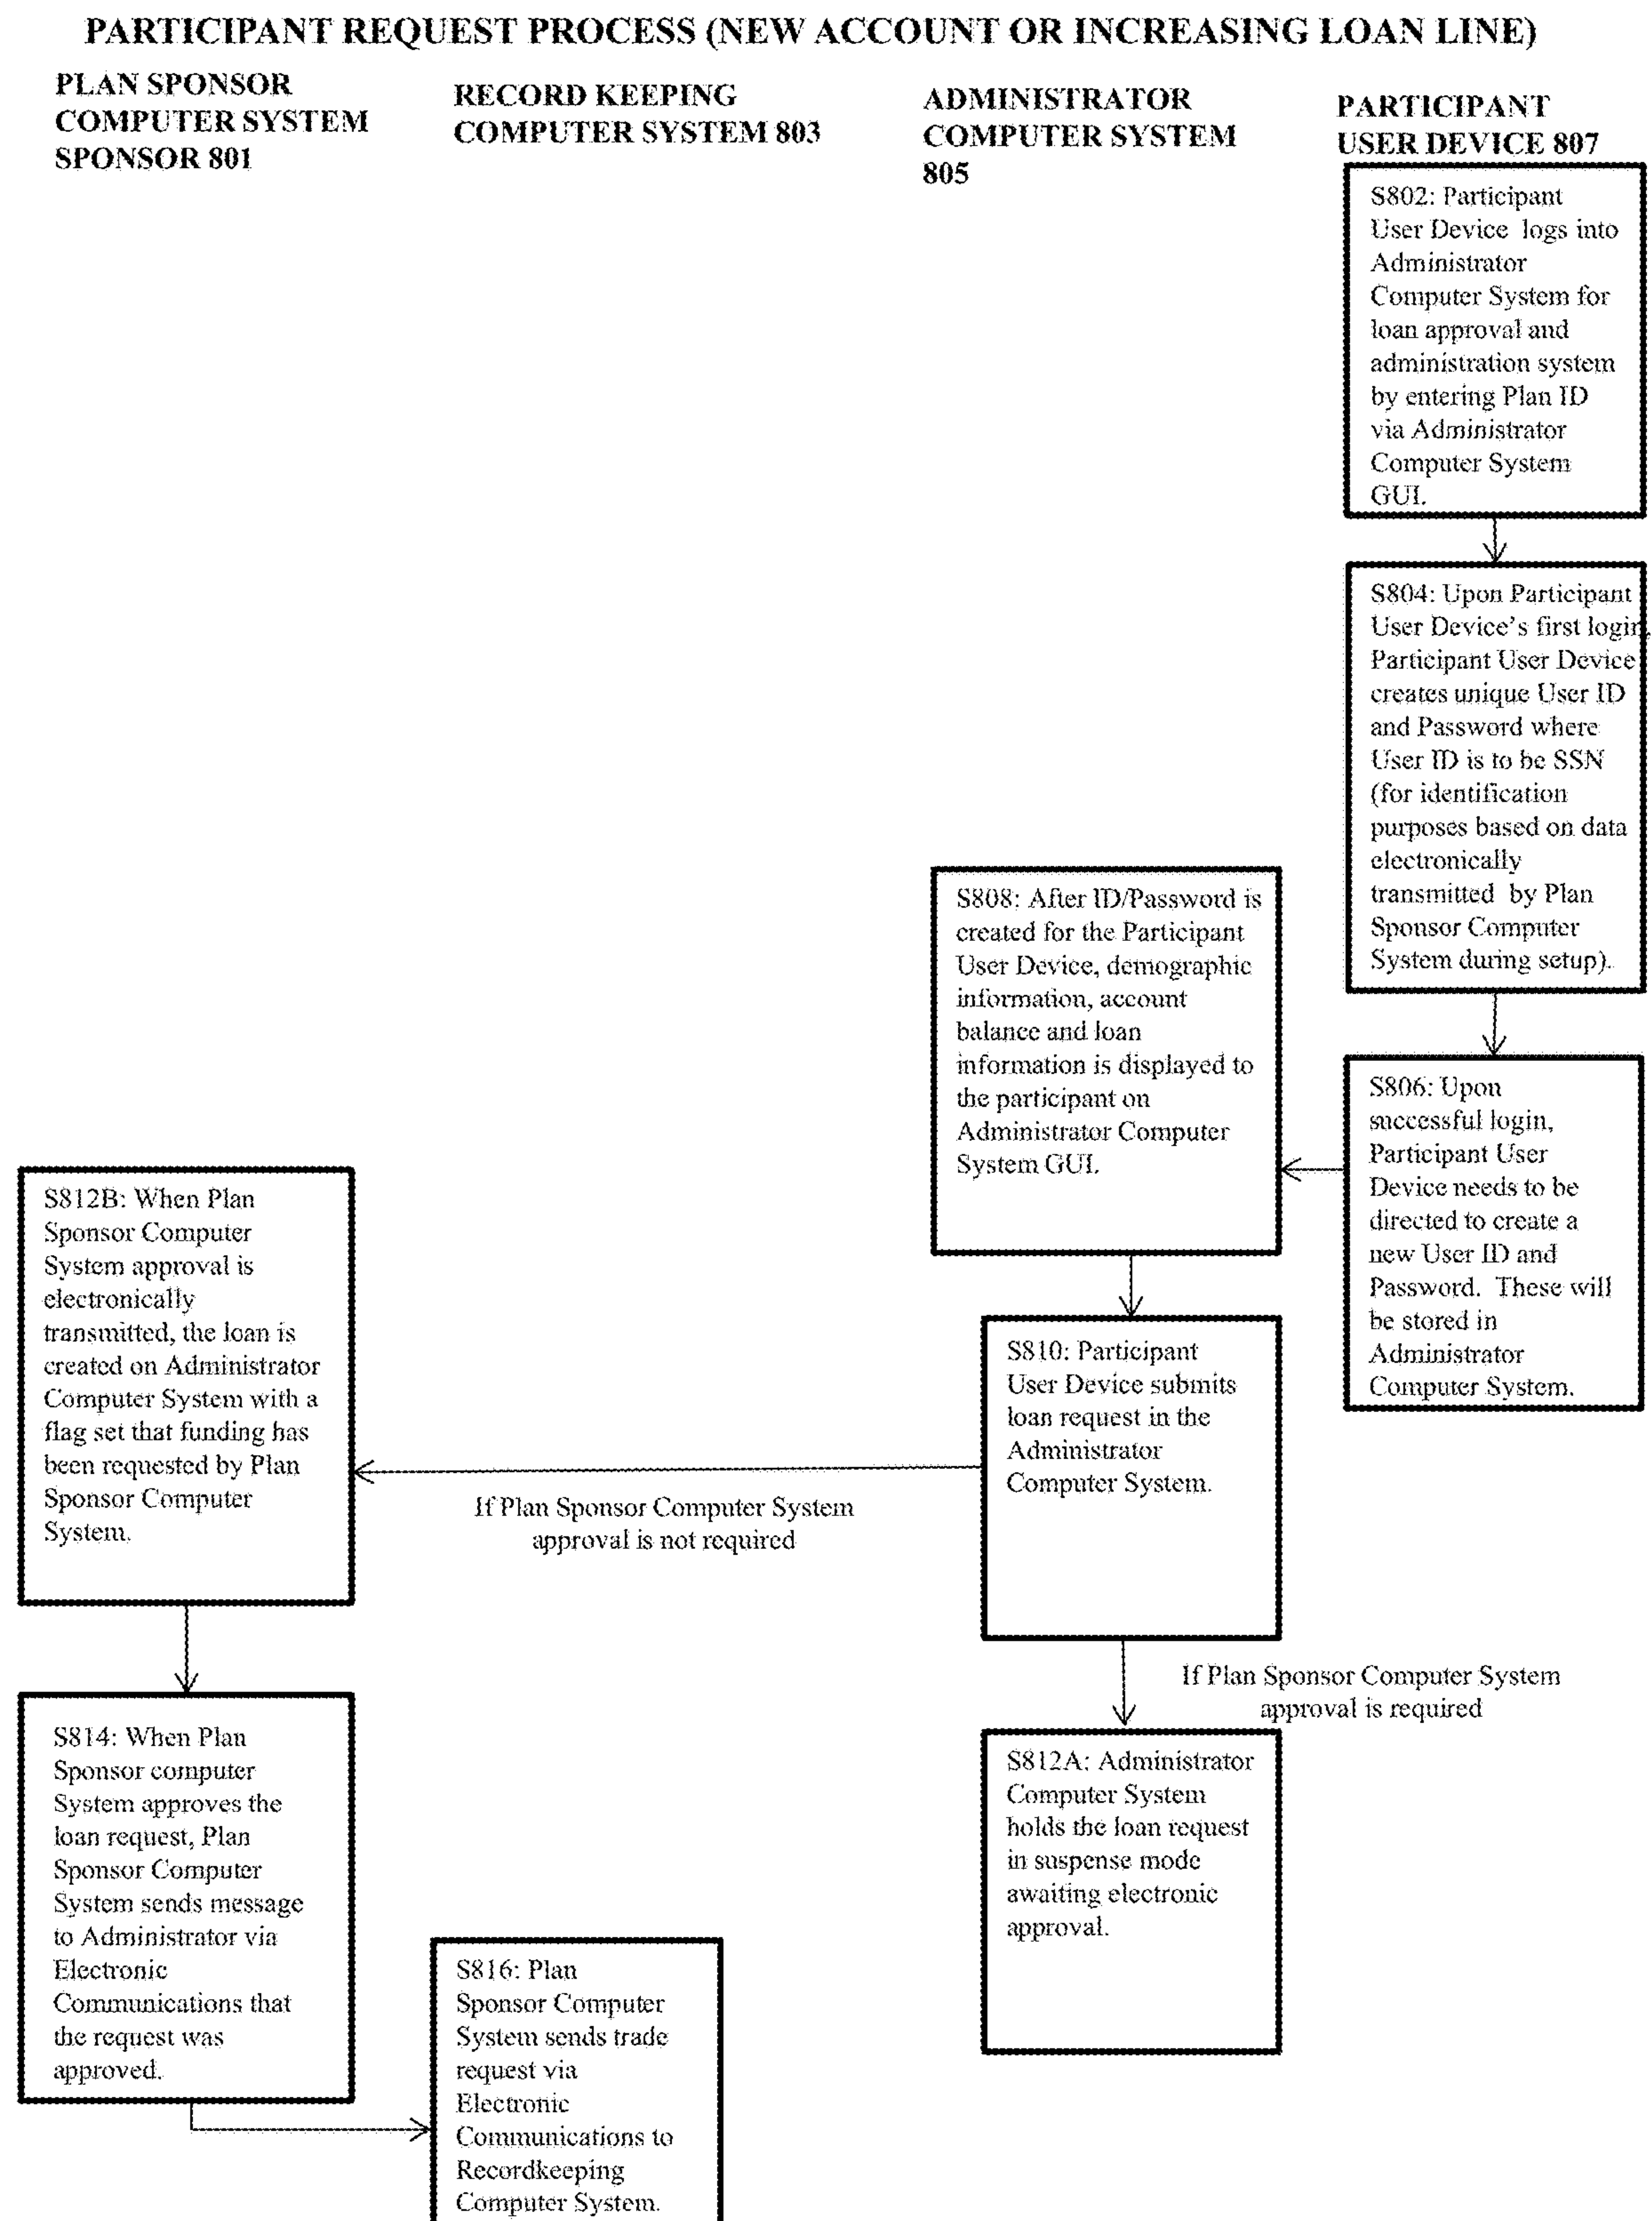 PARTICIPANT REQUEST PROCESS (NEW ACCOUNT OR INCREASING LOAN LINE)
PLAN SPONSOR
COMPUTER SYSTEM
SPONSOR 801
RECORD KEEPING
COMPUTER SYSTEM 803
ADMINISTRATOR
COMPUTER SYSTEM
805
PARTICIPANT
USER DEVICE 807
S802: Participant
User Device logs into
Administrator
Computer System for
loan approval and
administration system
by entering Plan ID
via Administrator
Computer System
GUI.
S804: Upon Participant
User Device's first login,
Participant User Device
creates unique User ID
and Password where
User ID is to be SSN
(for identification
purposes based on data
electronically
transmitted by Plan
Sponsor Computer
System during setup).
S806: Upon
successful login,
Participant User
Device needs to be
directed to create a
new User ID and
Password. These will
be stored in
Administrator
Computer System.
S808: After ID/Password is
created for the Participant
User Device, demographic
information, account
balance and loan
information is displayed to
the participant on
Administrator Computer
System GUI.
S810: Participant
User Device submits
loan request in the
Administrator
Computer System.
If Plan Sponsor Computer System
approval is not required
If Plan Sponsor Computer System
approval is required
S812A: Administrator
Computer System
holds the loan request
in suspense mode
awaiting electronic
approval.
S812B: When Plan
Sponsor Computer
System approval is
electronically
transmitted, the loan is
created on Administrator
Computer System with a
flag set that funding has
been requested by Plan
Sponsor Computer
System.
S814: When Plan
Sponsor computer
System approves the
loan request, Plan
Sponsor Computer
System sends message
to Administrator via
Electronic
Communications that
the request was
approved.
S816: Plan
Sponsor Computer
System sends trade
request via
Electronic
Communications to
Recordkeeping
Computer System.